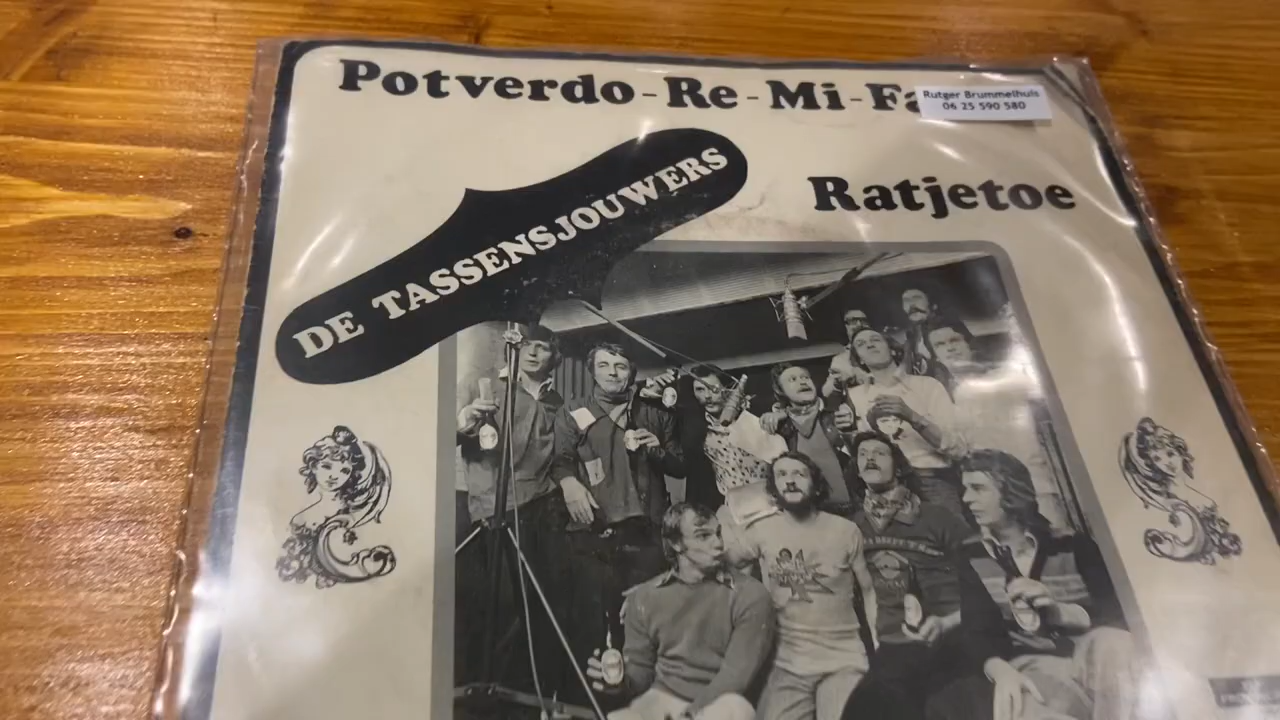 Potverdo-Re-Mi-Fa
Rutger Brummelhuis
06 25 590 580
DE TASSENSJOUWERS
Ratjetoe